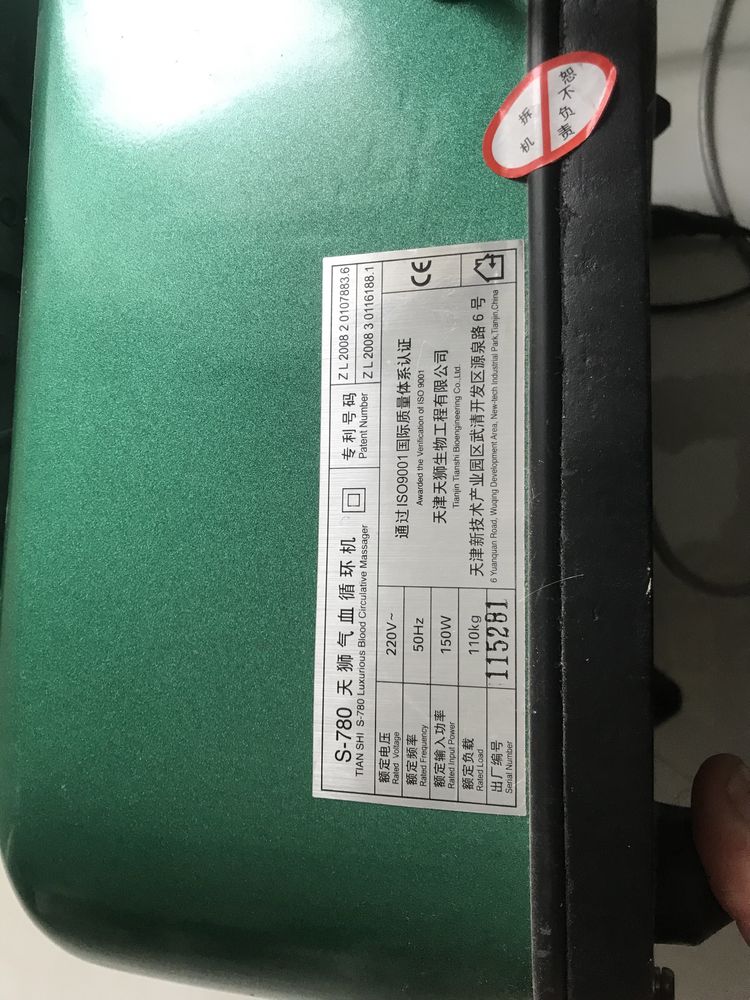 S-780 天狮气血循环机
TIAN SHI S-780 Luxurious Blood Circulative Massager
专利号码
Patent Number
ZL 2008 2 0107883.6
ZL 2008 3 0116188.1
额定电压
Rated Voltage
220V~
额定频率
Rated Frequency
50Hz
额定输入功率
Rated Input Power
150W
额定负载
Rated Load
110kg
出厂编号
Serial Number
115281
通过ISO9001国际质量体系认证
Awarded the Verification of ISO 9001
CE
天津天狮生物工程有限公司
Tianjin Tianshi Bioengineering Co.,Ltd.
天津新技术产业园区武清开发区源泉路6号
6 Yuanquan Road, Wuqing Development Area, New-tech Industrial Park,Tianjin,China
拆机
恕不负责